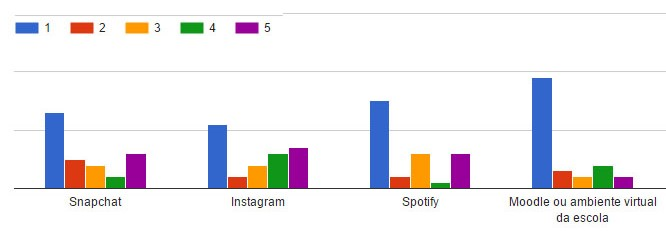 1 2 3 4 5
Snapchat Instagram Spotify Moodle ou ambiente virtual
da escola